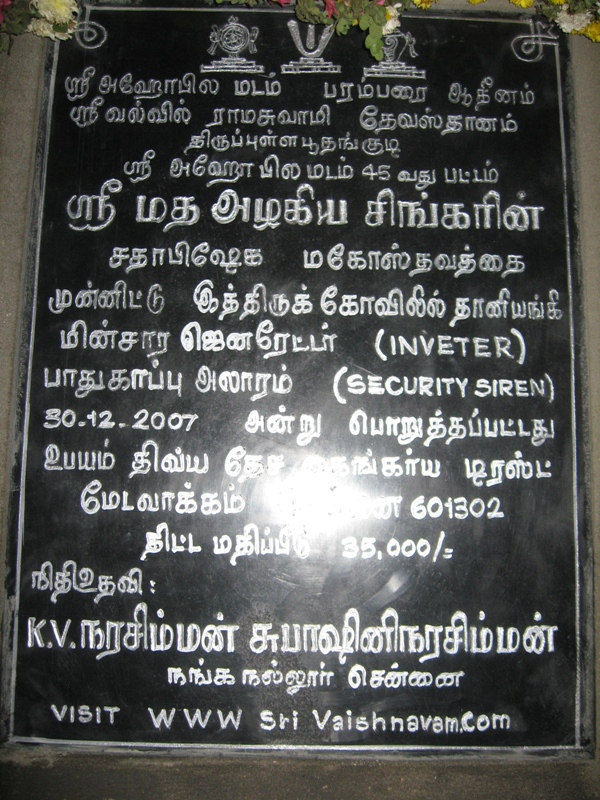 ஸ்ரீ அஹோபில மடம் பரம்பரை ஆதீனம்
ஸ்ரீ வல்வில் ராமசுவாமி தேவஸ்தானம்
திருப்புள்ளபூதங்குடி
ஸ்ரீ அஹோபிலமடம் 45 வது பட்டம்
ஸ்ரீ மத அழகிய சிங்கரின்
சதாபிஷேக மகோஸ்தவத்தை
முன்னிட்டு இத்திருக் கோவிலில் தானியங்கி
மின்சார ஜெனரேட்டர் (INVETER)
பாதுகாப்பு அலாரம் (SECURITY SIREN)
30-12-2007 அன்று பொறுத்தப்பட்டது
உபயம் திவ்ய தேச கைங்கர்ய டிரஸ்ட்
மேடவாக்கம் 601302
திட்ட மதிப்பீடு 35,000/-
நிதிஉதவி :
K.V.நரசிம்மன் சுபாஷினிநரசிம்மன்
நங்கநல்லூர் சென்னை
VISIT WWW Sri Vaishnavam.Com